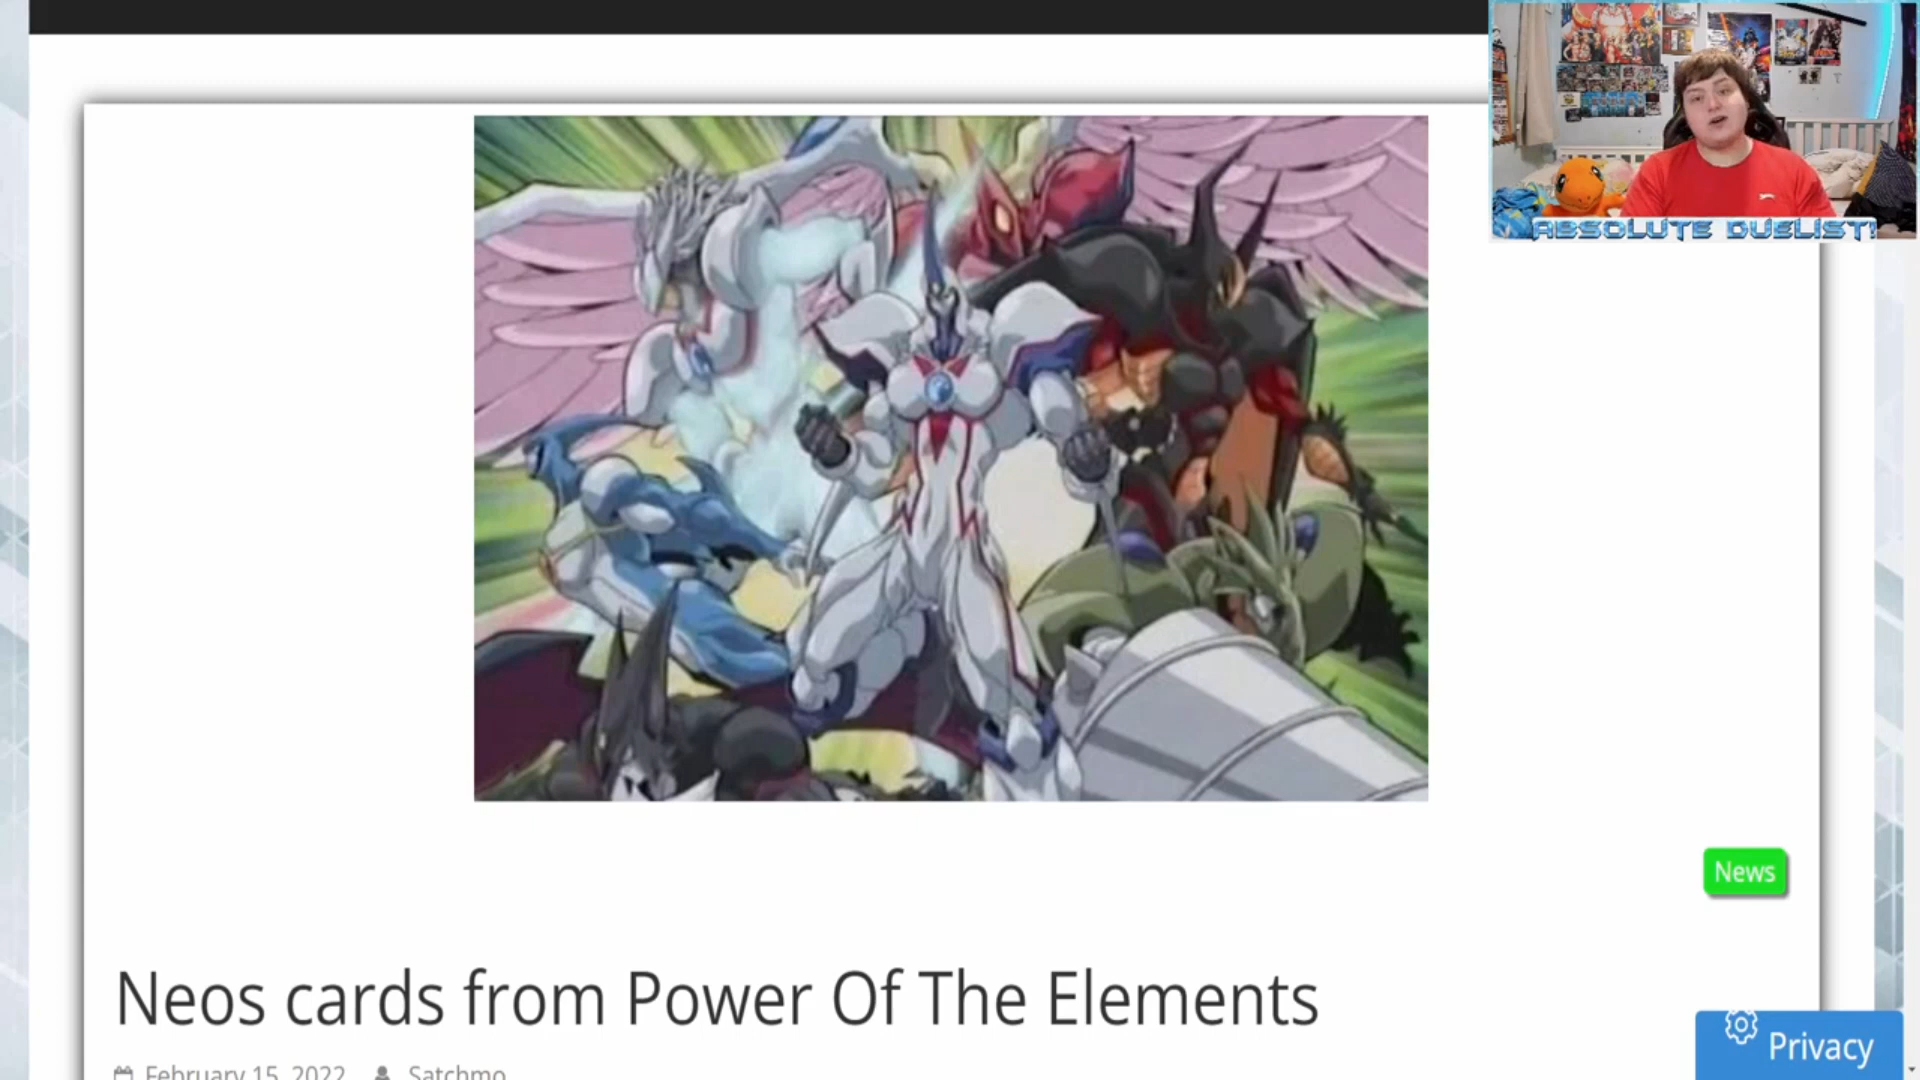 ABSOLUTE DUELIST!
News
Neos cards from Power Of The Elements
February 15, 2022 Satchmo
Privacy